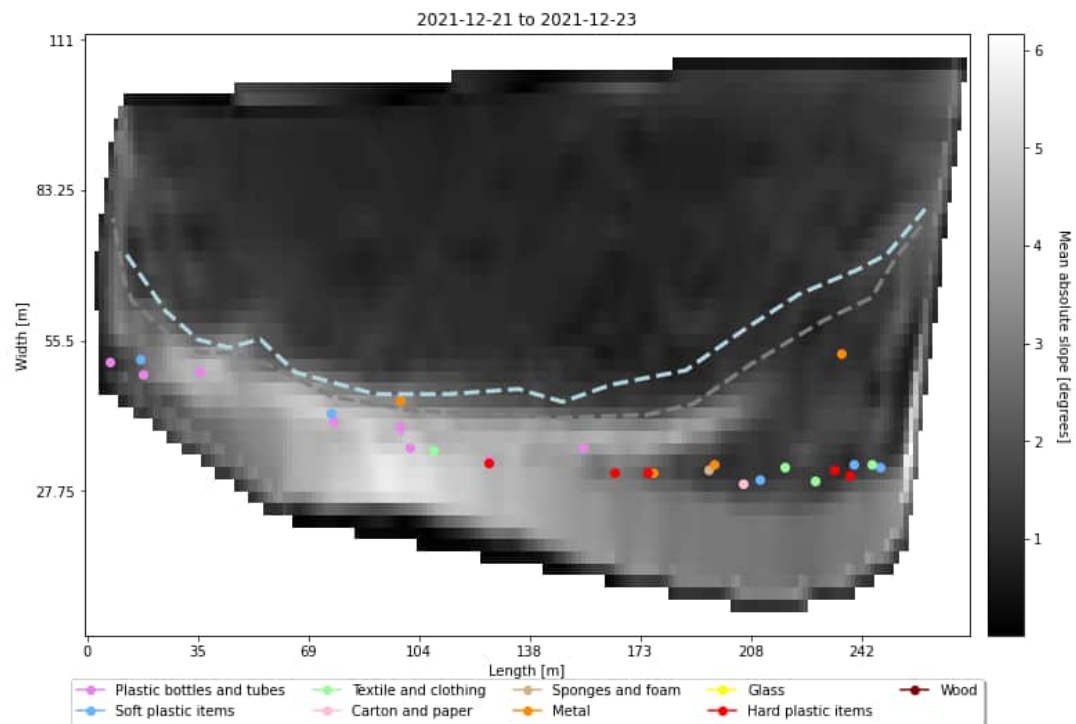 2021-12-21 to 2021-12-23
111
83.25
55.5
27.75
Width [m]
0 35 69 104 138 173 208 242
Length [m]
6
5
4
3
2
1
Mean absolute slope [degrees]
Plastic bottles and tubes Textile and clothing Sponges and foam Glass Wood
Soft plastic items Carton and paper Metal Hard plastic items